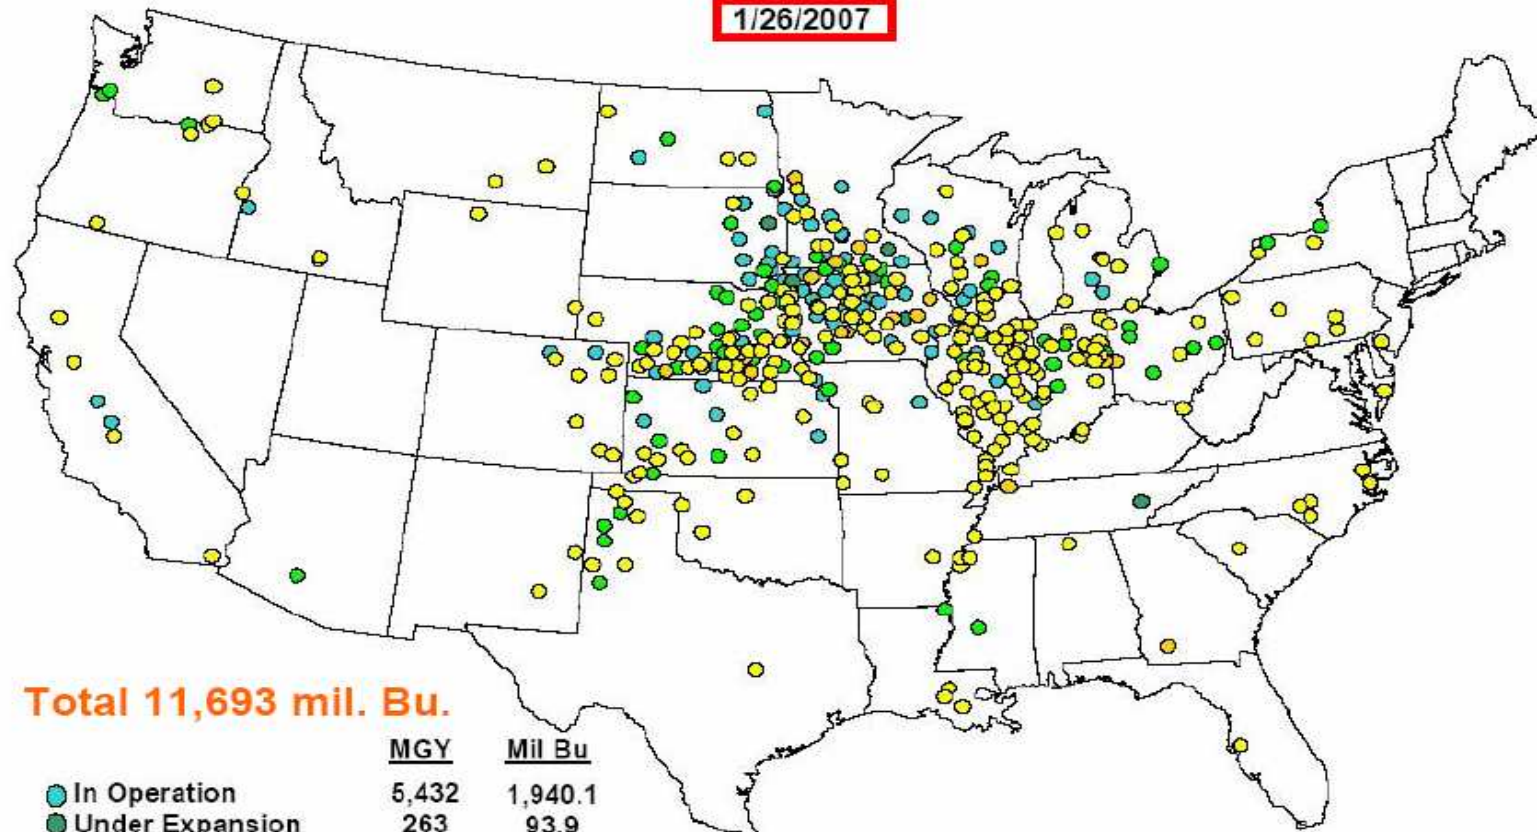 1/26/2007
Total 11,693 mil. Bu.
MGY Mil Bu
In Operation 5,432 1,940.1
Under Expansion 263 93.9